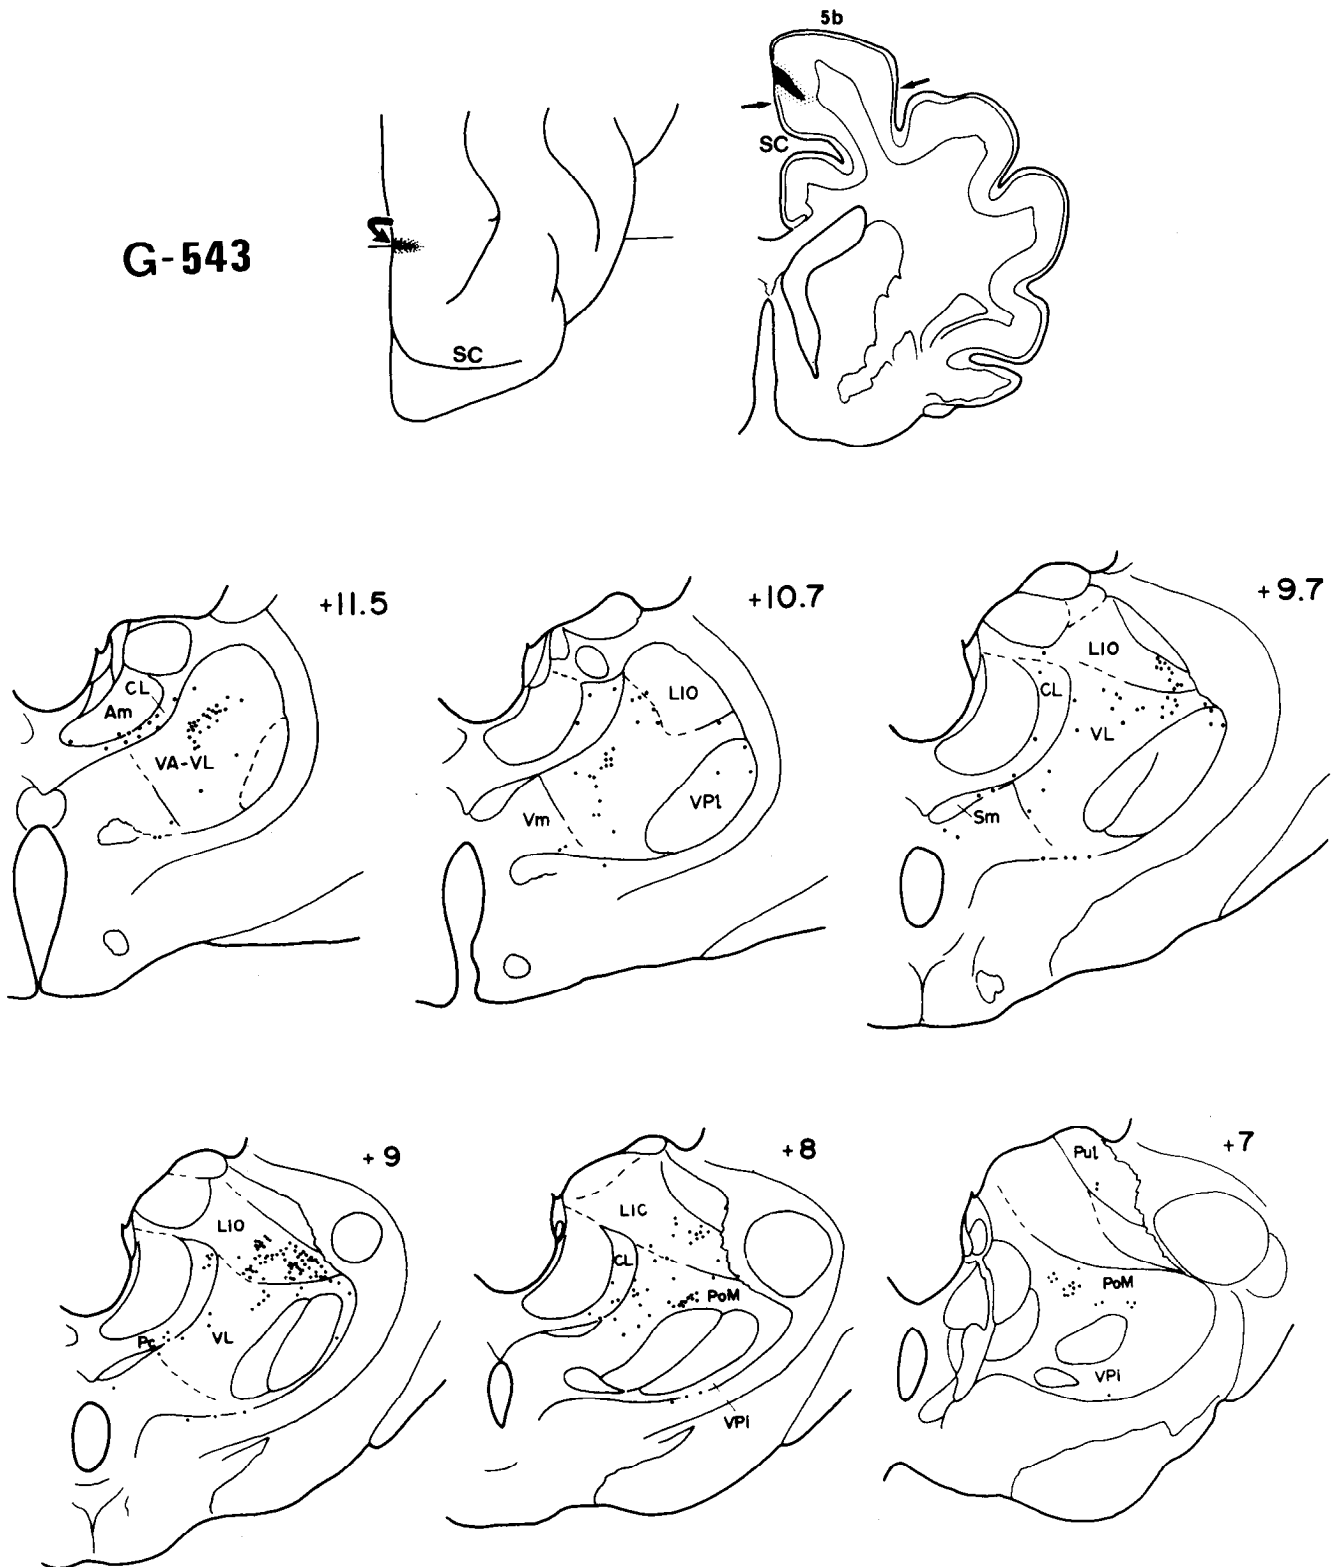 5b
SC
G-543
SC
+11.5
CL
Am
VA-VL
+10.7
LIO
VPl
Vm
+9.7
LIO
CL
VL
Sm
+9
LIO
Pc
VL
+8
LIC
CL
PoM
VPi
+7
Pul
PoM
VPi